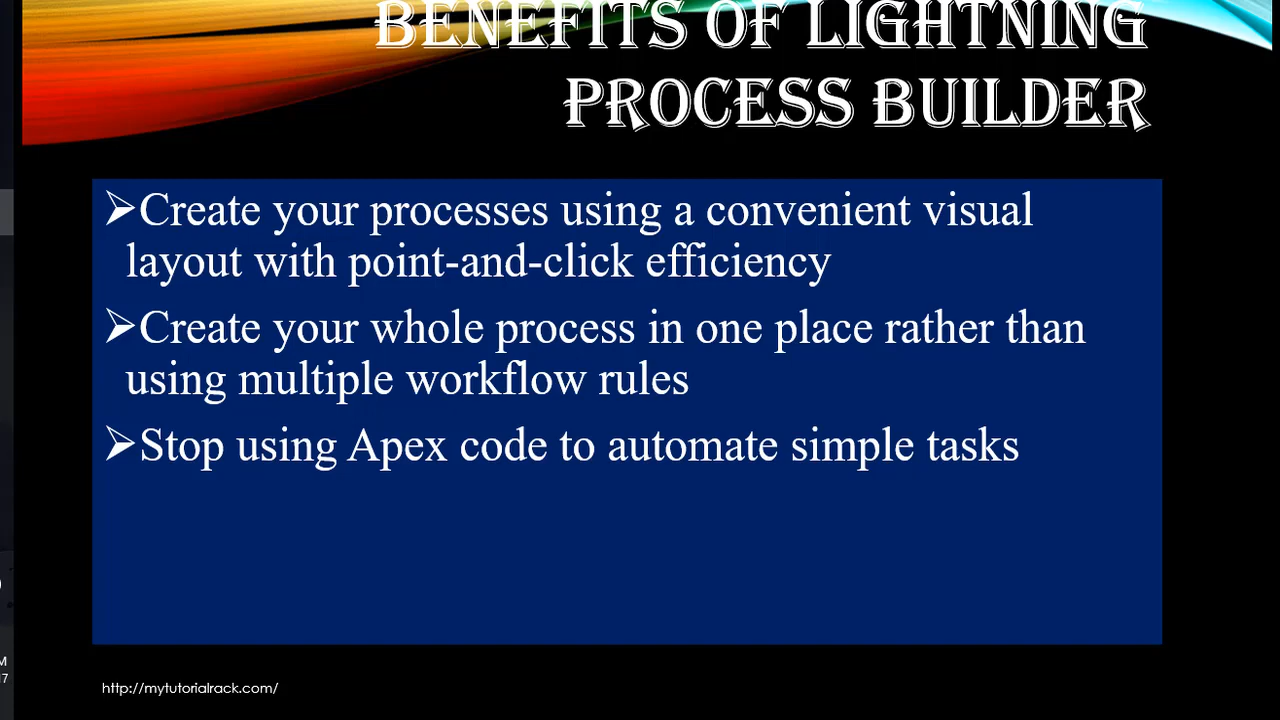 BENEFITS OF LIGHTNING
PROCESS BUILDER
➢Create your processes using a convenient visual
layout with point-and-click efficiency
➢Create your whole process in one place rather than
using multiple workflow rules
➢Stop using Apex code to automate simple tasks
http://mytutorialrack.com/